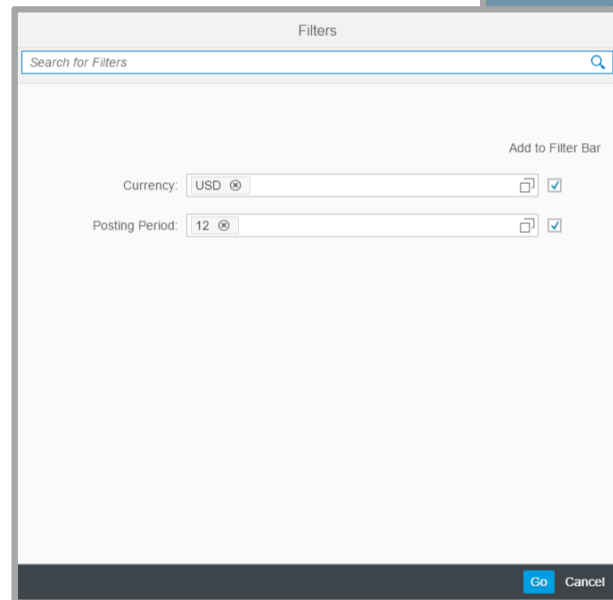 Filters
Search for Filters
Add to Filter Bar
Currency: USD
Posting Period: 12
Go Cancel